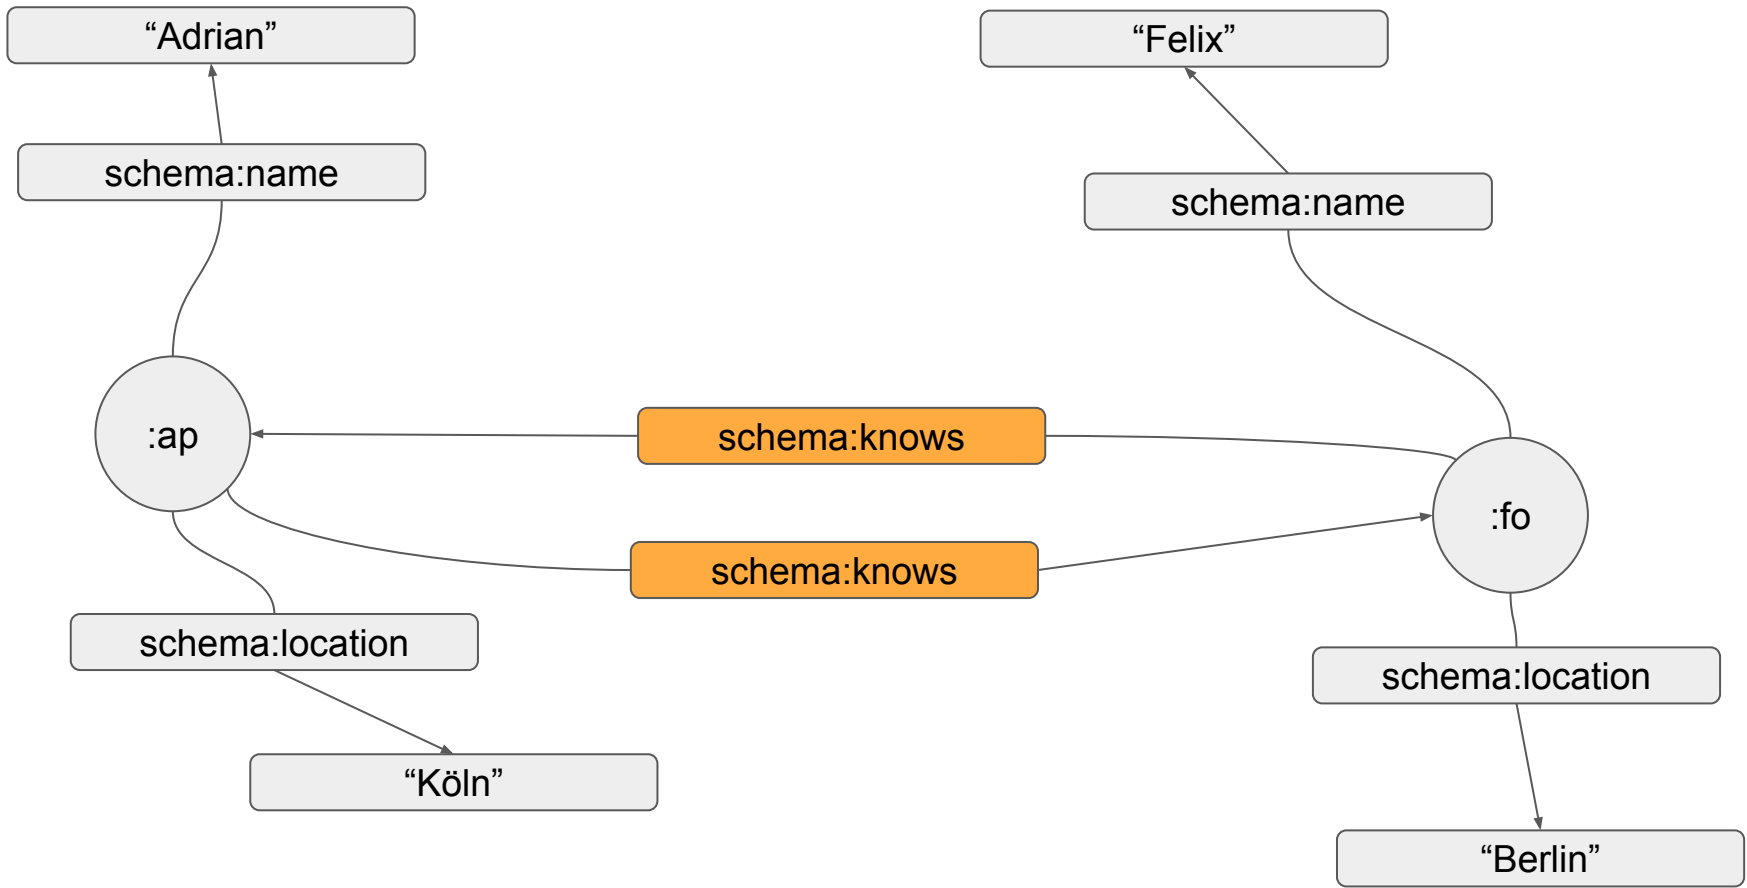 “Adrian”
“Felix”
schema:name
schema:name
:ap
schema:knows
:fo
schema:knows
schema:location
schema:location
“Köln”
“Berlin”